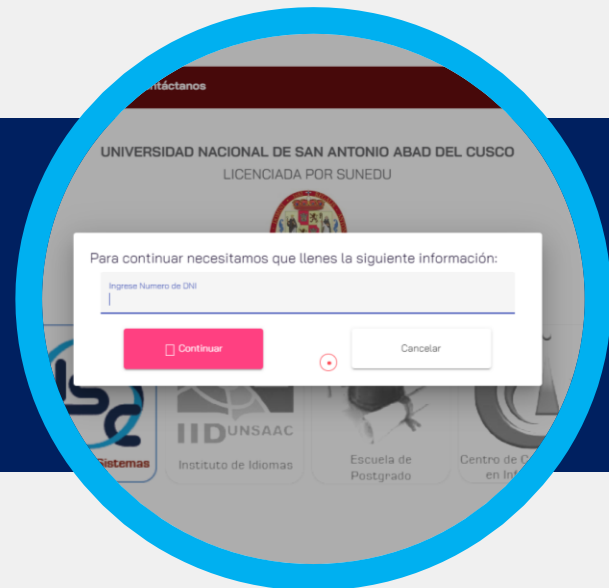 ntáctanos
UNIVERSIDAD NACIONAL DE SAN ANTONIO ABAD DEL CUSCO
LICENCIADA POR SUNEDU
Para continuar necesitamos que llenes la siguiente información:
Ingrese Numero de DNI
Continuar
Cancelar
IIDUNSAAC
Sistemas
Instituto de Idiomas
Escuela de
Postgrado
Centro de C
en Inf